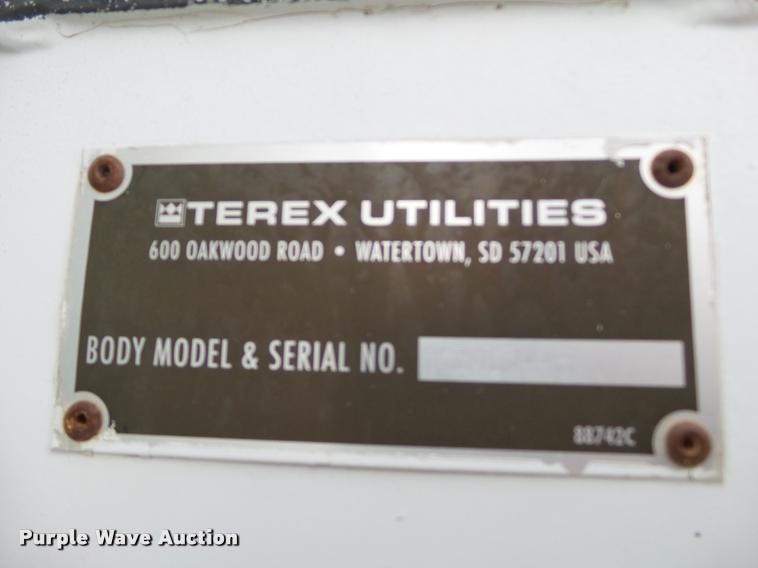 TEREX UTILITIES
600 OAKWOOD ROAD • WATERTOWN, SD 57201 USA
BODY MODEL & SERIAL NO.
88742C
Purple Wave Auction